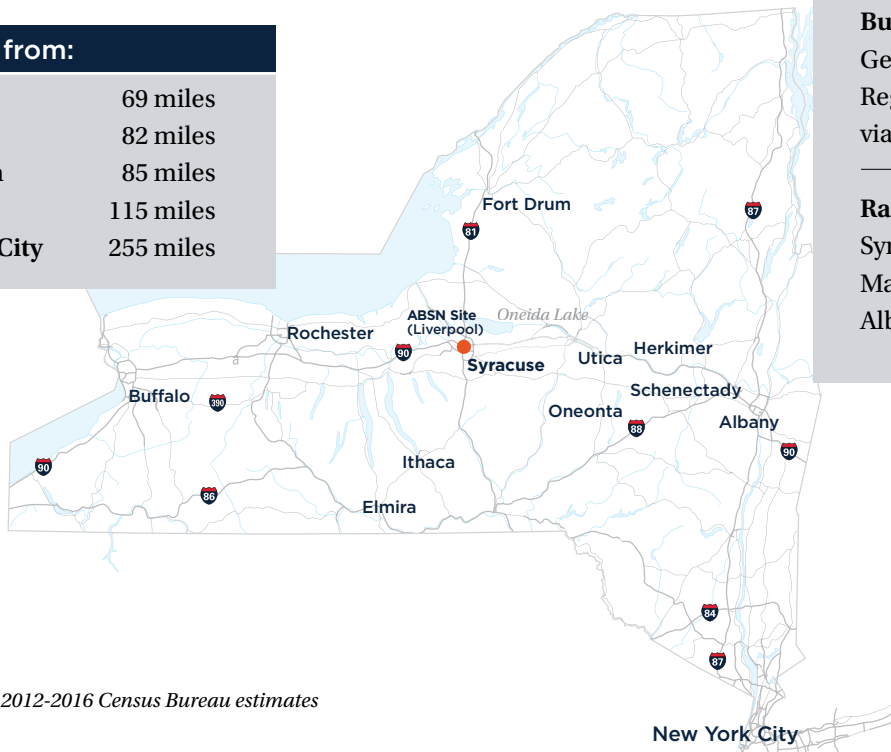 from:
69 miles
82 miles
85 miles
115 miles
City 255 miles
Bu
Ge
Reg
via
Ra
Syr
Ma
Alb
87
Fort Drum
81
ABSN Site
(Liverpool)
Oneida Lake
Rochester
90
Syracuse
Utica
Herkimer
Buffalo
390
Schenectady
Oneonta
88
Albany
90
Ithaca
90
86
Elmira
84
87
2012-2016 Census Bureau estimates
New York City